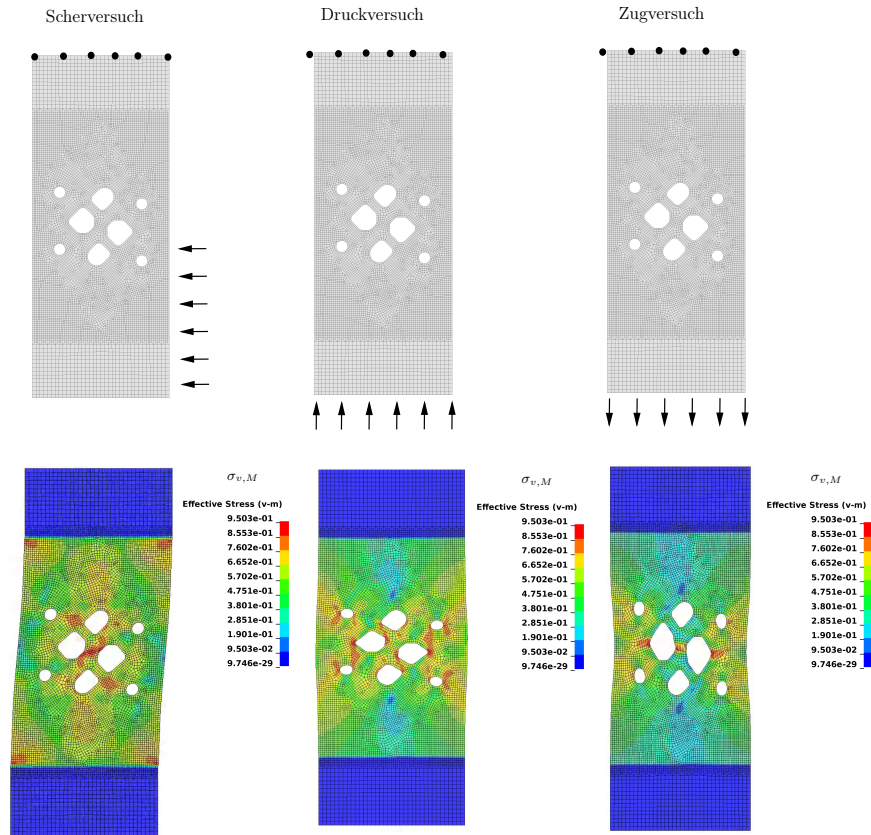 Scherversuch
Druckversuch
Zugversuch
σ_{v,M}
Effective Stress (v-m)
9.503e-01
8.553e-01
7.602e-01
6.652e-01
5.702e-01
4.751e-01
3.801e-01
2.851e-01
1.901e-01
9.503e-02
9.746e-29
σ_{v,M}
Effective Stress (v-m)
9.503e-01
8.553e-01
7.602e-01
6.652e-01
5.702e-01
4.751e-01
3.801e-01
2.851e-01
1.901e-01
9.503e-02
9.746e-29
σ_{v,M}
Effective Stress (v-m)
9.503e-01
8.553e-01
7.602e-01
6.652e-01
5.702e-01
4.751e-01
3.801e-01
2.851e-01
1.901e-01
9.503e-02
9.746e-29